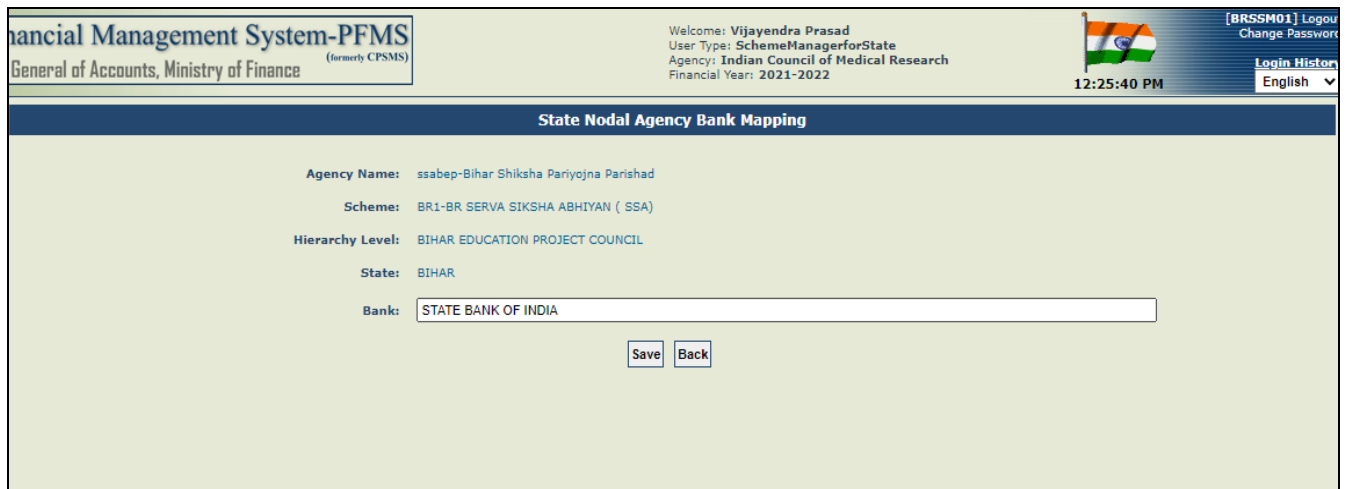 nancial Management System-PFMS
(formerly CPSMS)
General of Accounts, Ministry of Finance
Welcome: Vijayendra Prasad
User Type: SchemeManagerforState
Agency: Indian Council of Medical Research
Financial Year: 2021-2022
12:25:40 PM
[BRSSM01] Logou
Change Password
Login History
English
State Nodal Agency Bank Mapping
Agency Name: ssabep-Bihar Shiksha Pariyojna Parishad
Scheme: BR1-BR SERVA SIKSHA ABHIYAN ( SSA)
Hierarchy Level: BIHAR EDUCATION PROJECT COUNCIL
State: BIHAR
Bank: STATE BANK OF INDIA
Save Back